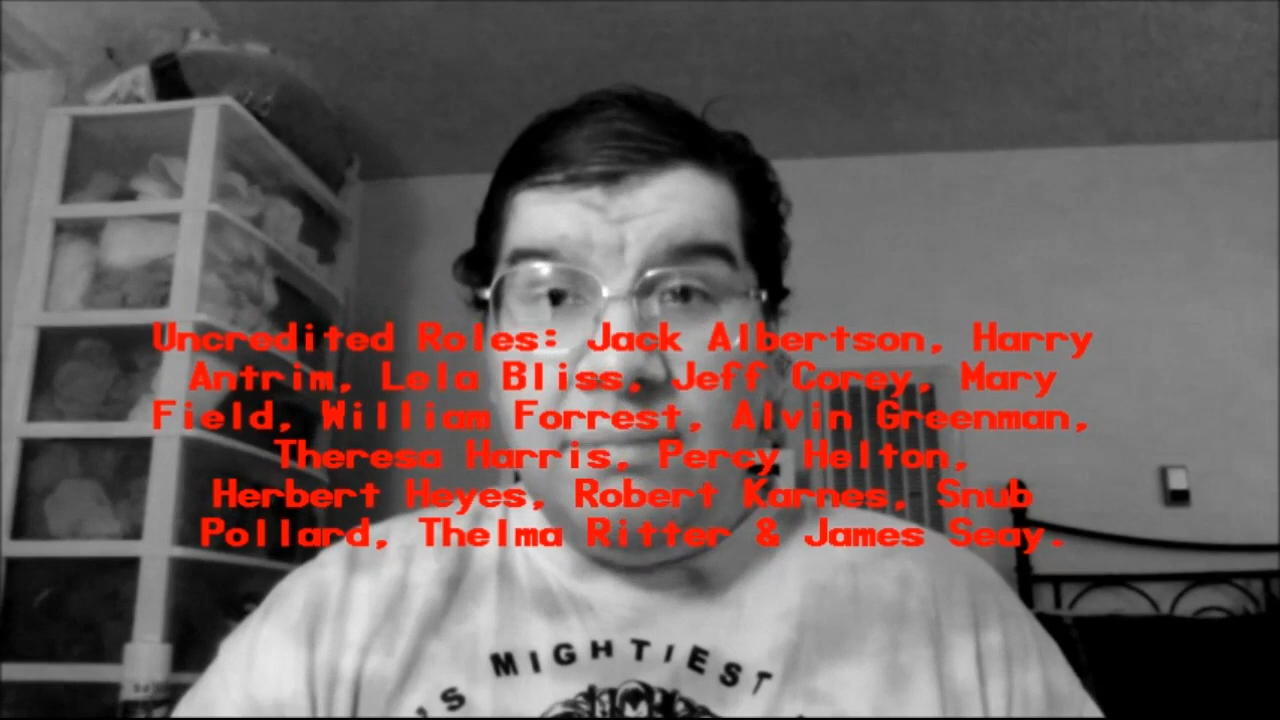 Uncredited Roles: Jack Albertson, Harry
Antrim, Lela Bliss, Jeff Corey, Mary
Field, William Forrest, Alvin Greenman,
Theresa Harris, Percy Helton,
Herbert Heyes, Robert Karnes, Snub
Pollard, Thelma Ritter & James Seay.
'S MIGHTIEST